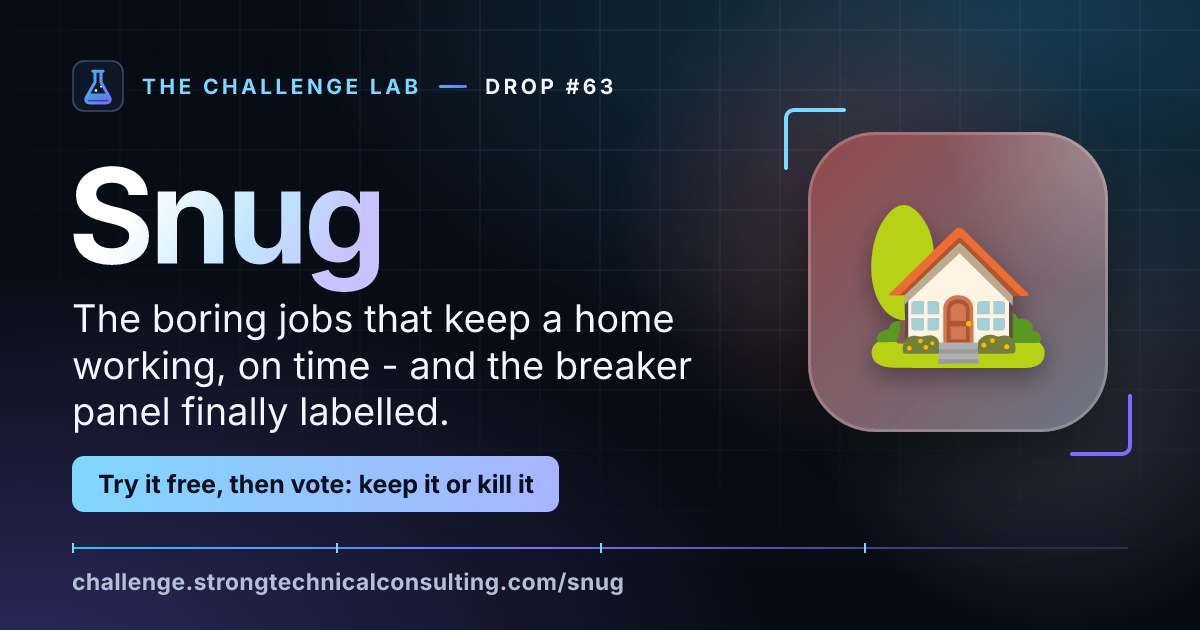 THE CHALLENGE LAB — DROP #63
Snug
The boring jobs that keep a home
working, on time - and the breaker
panel finally labelled.
Try it free, then vote: keep it or kill it
challenge.strongtechnicalconsulting.com/snug